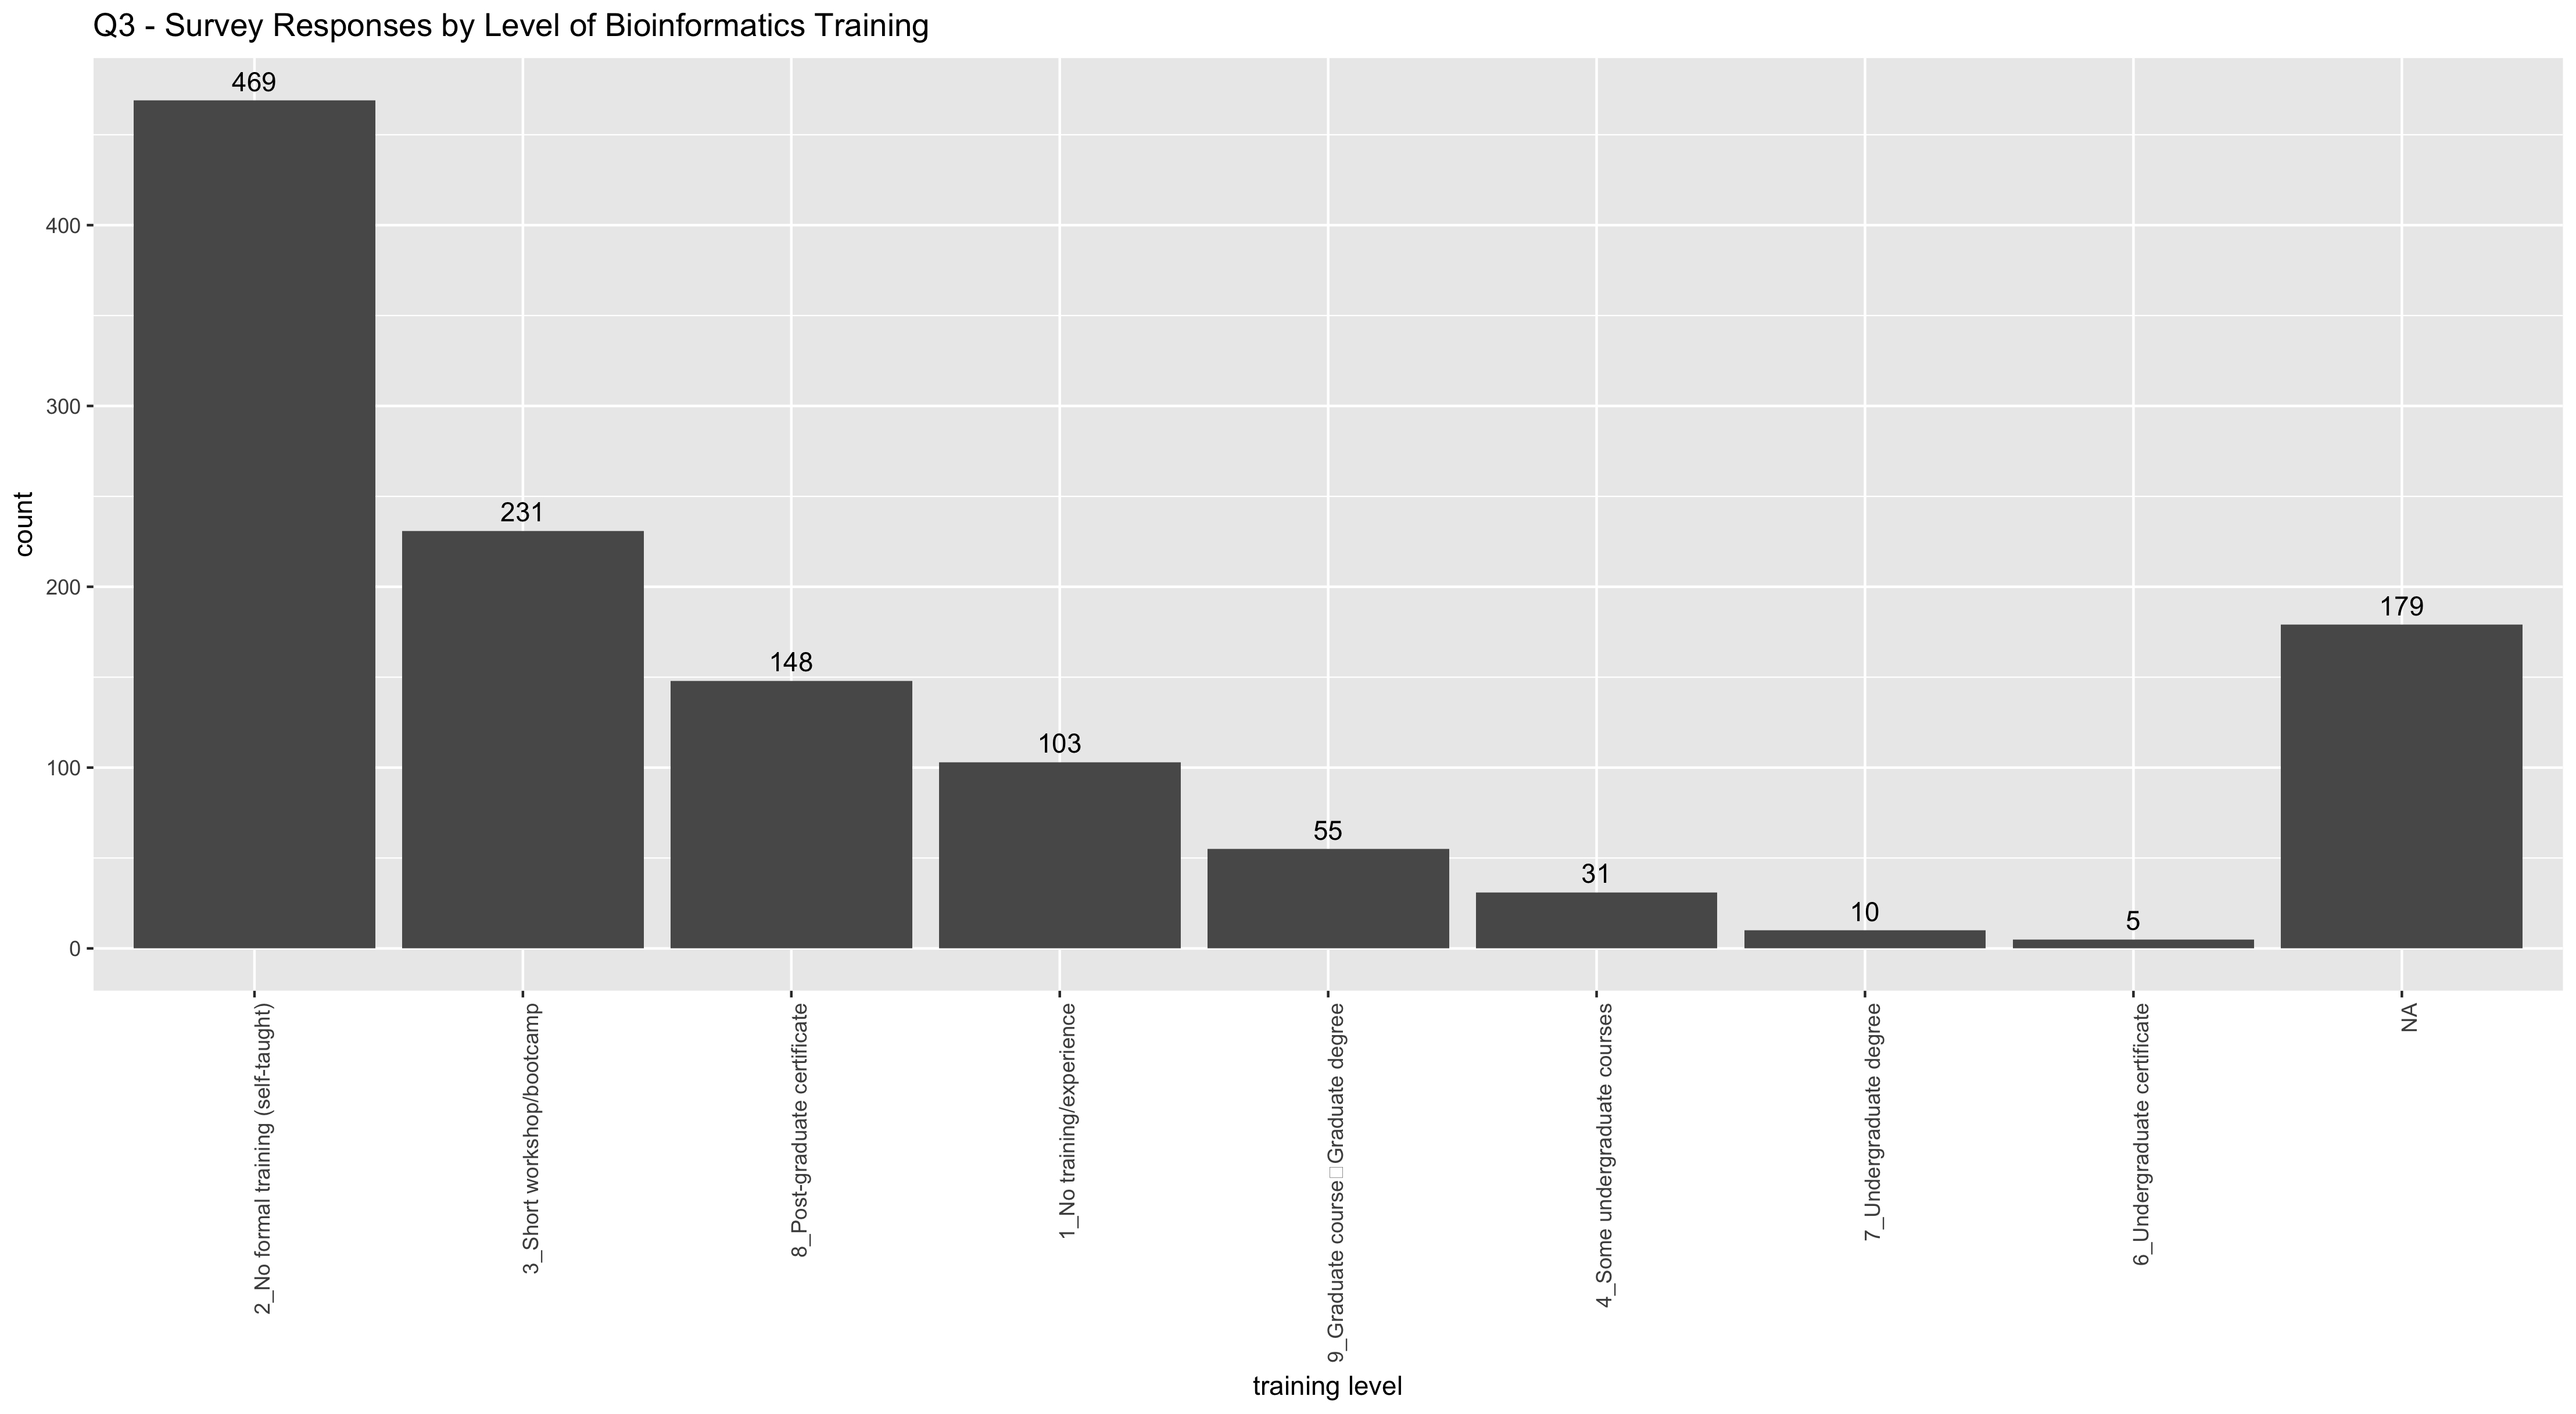 Q3 - Survey Responses by Level of Bioinformatics Training
count
400
300
200
100
0
469
231
148
103
55
31
10
5
179
2_No formal training (self-taught)
3_Short workshop/bootcamp
8_Post-graduate certificate
1_No training/experience
9_Graduate course□Graduate degree
4_Some undergraduate courses
7_Undergraduate degree
6_Undergraduate certificate
NA
training level